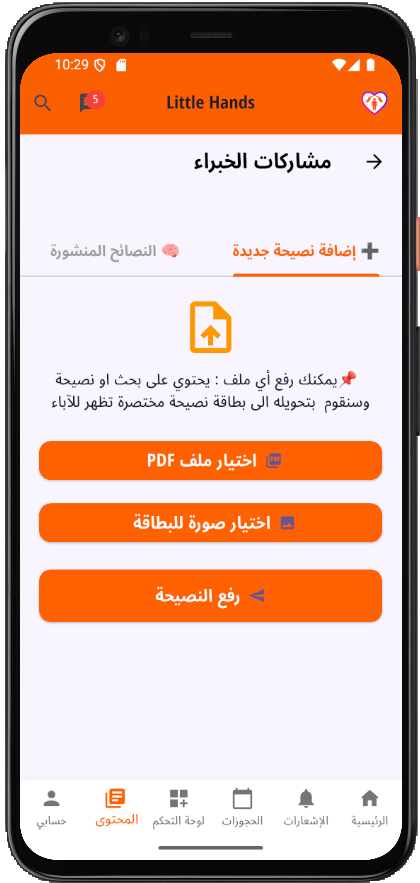 10:29
5
Little Hands
مشاركات الخبراء
➕ إضافة نصيحة جديدة
🧠 النصائح المنشورة
📌يمكنك رفع أي ملف : يحتوي على بحث او نصيحة
وسنقوم بتحويله الى بطاقة نصيحة مختصرة تظهر للآباء
اختيار ملف PDF
اختيار صورة للبطاقة
رفع النصيحة
الرئيسية
الإشعارات
الحجوزات
لوحة التحكم
المحتوى
حسابي